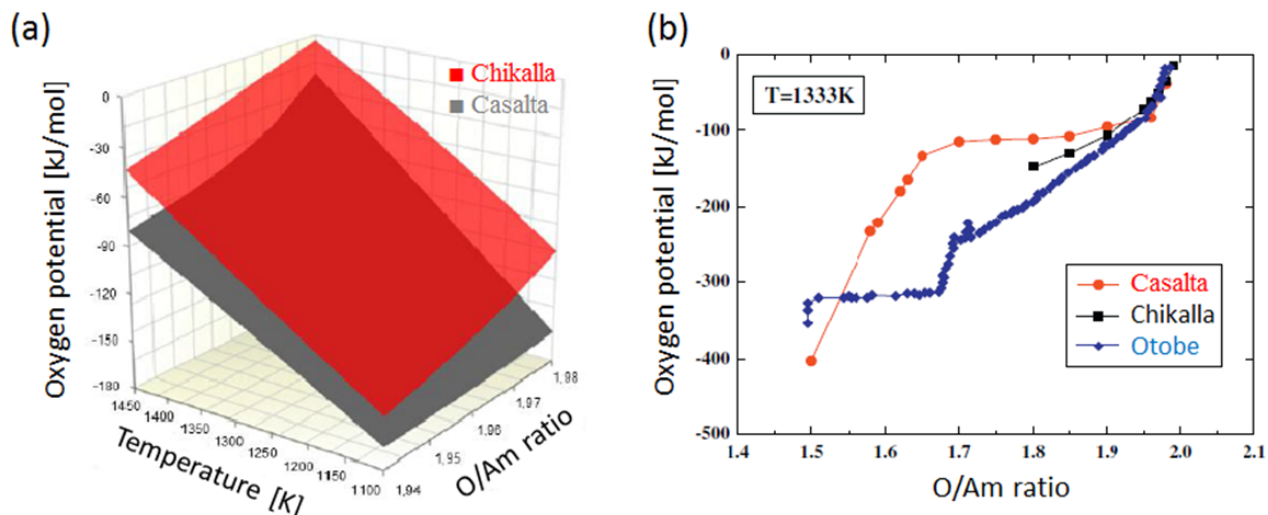 (a)
Oxygen potential [kJ/mol]
0
-30
-60
-90
-120
-150
-180
Chikalla
Casalta
1450
1400
1350
1300
1250
1200
1150
1100
Temperature [K]
1,94
1,95
1,96
1,97
1,98
O/Am ratio
(b)
Oxygen potential [kJ/mol]
0
-100
-200
-300
-400
-500
T=1333K
Casalta
Chikalla
Otobe
1.4
1.5
1.6
1.7
1.8
1.9
2.0
2.1
O/Am ratio